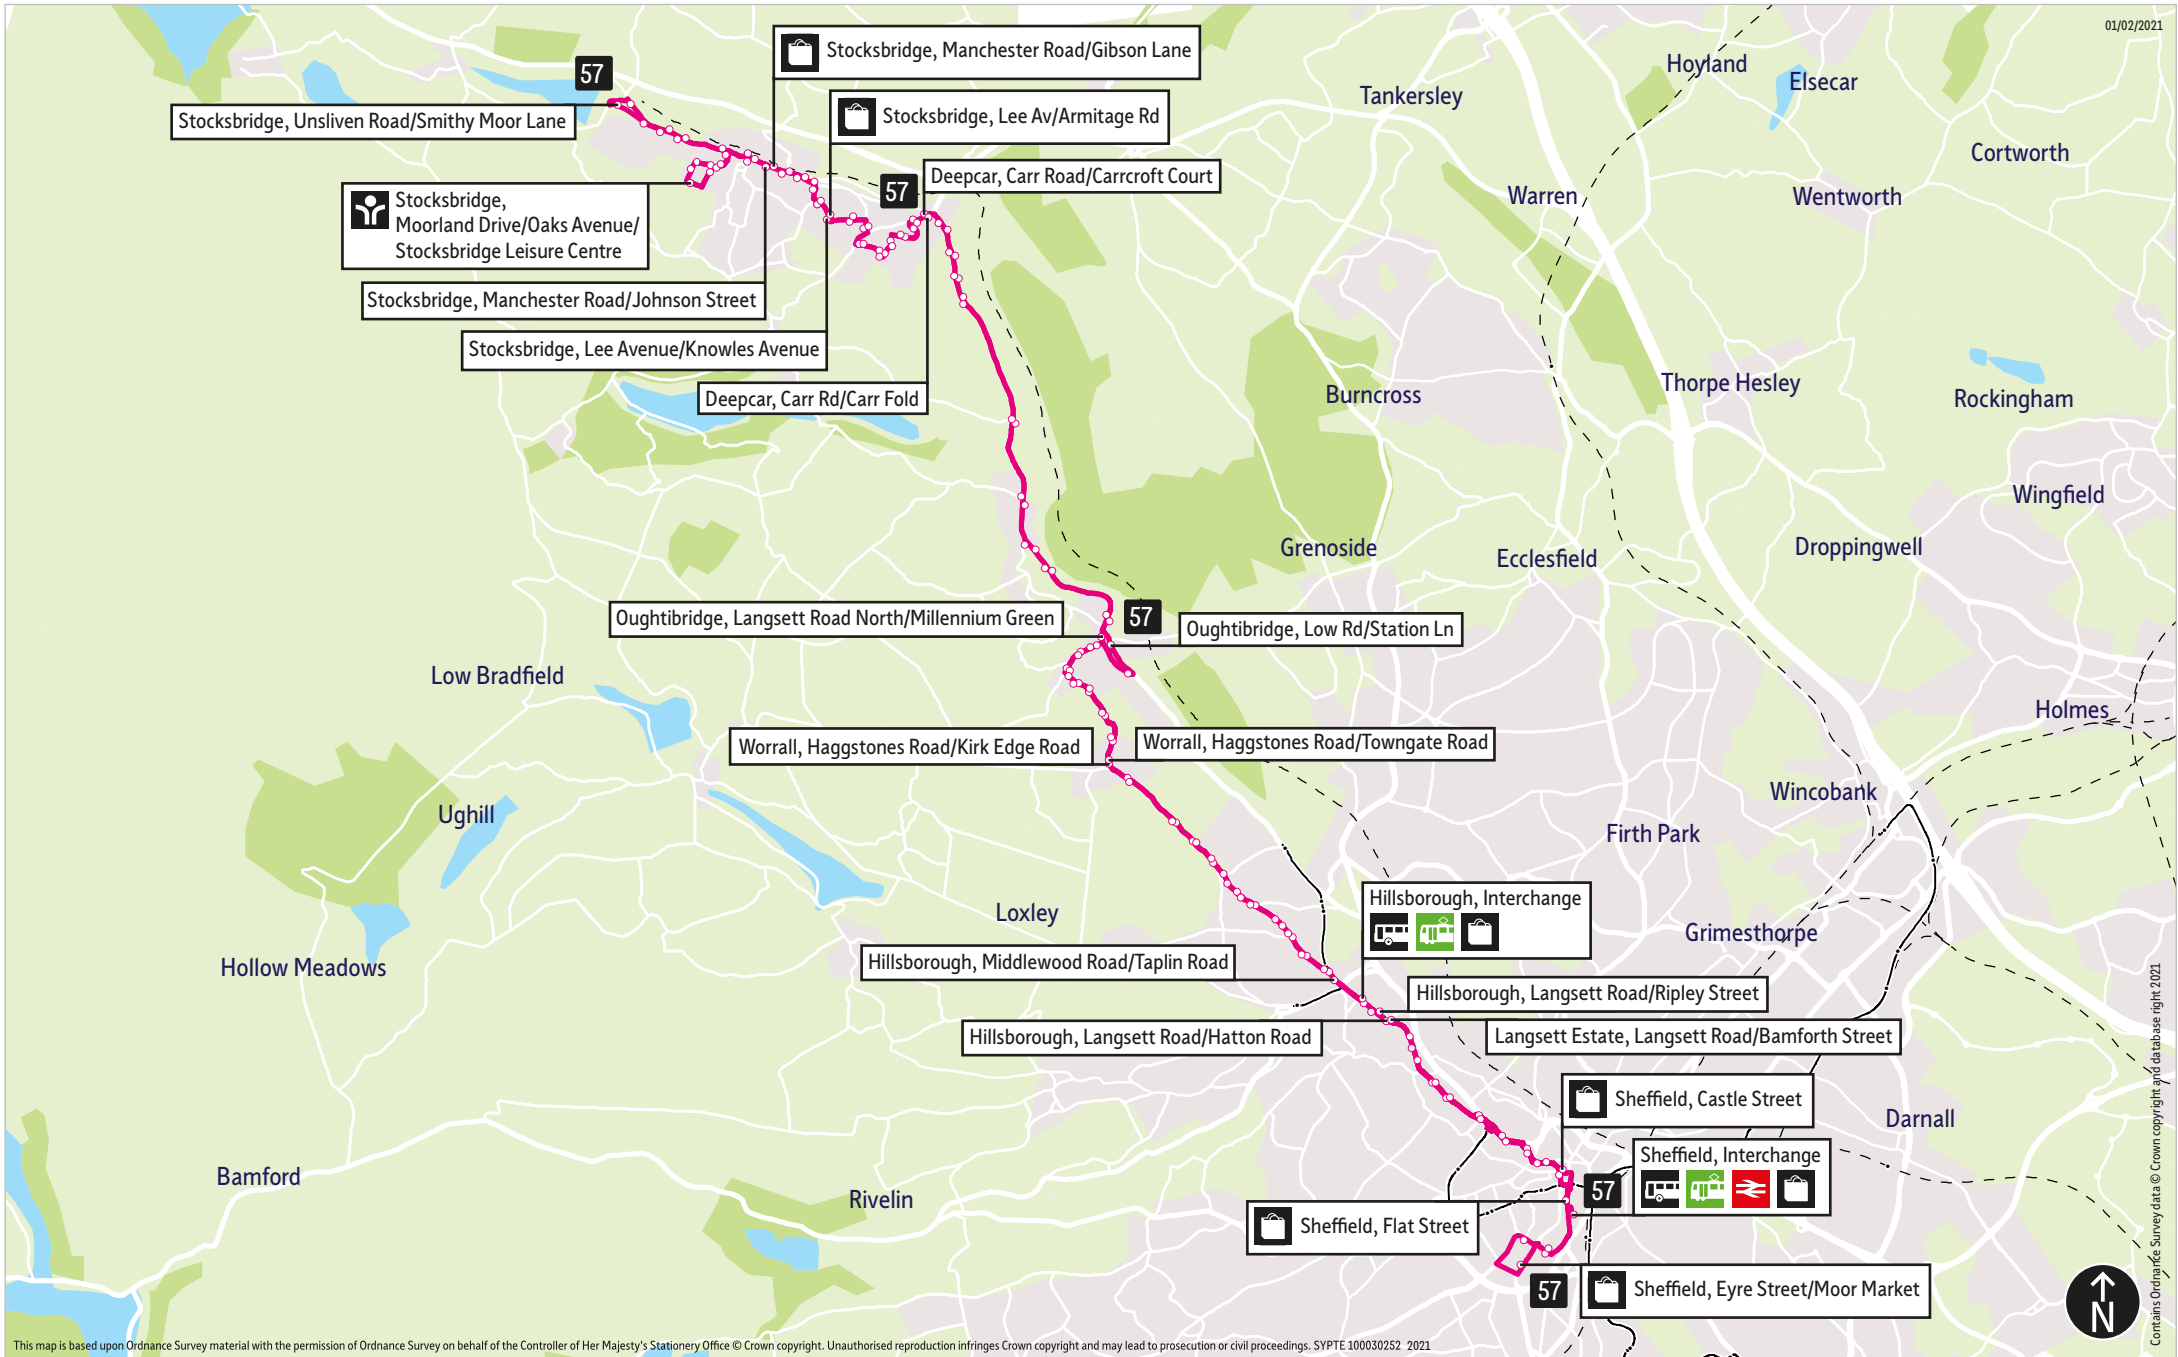 01/02/2021
Stocksbridge, Manchester Road/Gibson Lane
Hoyland
Elsecar
57
Tankersley
Stocksbridge, Unsliven Road/Smithy Moor Lane
Stocksbridge, Lee Av/Armitage Rd
Cortworth
57
Deepcar, Carr Road/Carrcroft Court
Warren
Wentworth
Stocksbridge,
Moorland Drive/Oaks Avenue/
Stocksbridge Leisure Centre
Stocksbridge, Manchester Road/Johnson Street
Stocksbridge, Lee Avenue/Knowles Avenue
Deepcar, Carr Rd/Carr Fold
Burncross
Thorpe Hesley
Rockingham
Wingfield
Grenoside
Ecclesfield
Droppingwell
Oughtibridge, Langsett Road North/Millennium Green
57
Oughtibridge, Low Rd/Station Ln
Low Bradfield
Holmes
Worrall, Haggstones Road/Kirk Edge Road
Worrall, Haggstones Road/Towngate Road
Wincobank
Ughill
Firth Park
Loxley
Hillsborough, Interchange
Grimesthorpe
Hollow Meadows
Hillsborough, Middlewood Road/Taplin Road
Hillsborough, Langsett Road/Ripley Street
Hillsborough, Langsett Road/Hatton Road
Langsett Estate, Langsett Road/Bamforth Street
Sheffield, Castle Street
Darnall
Sheffield, Interchange
Bamford
Rivelin
57
Sheffield, Flat Street
57
Sheffield, Eyre Street/Moor Market
N
Contains Ordnance Survey data © Crown copyright and database right 2021
This map is based upon Ordnance Survey material with the permission of Ordnance Survey on behalf of the Controller of Her Majesty's Stationery Office © Crown copyright. Unauthorised reproduction infringes Crown copyright and may lead to prosecution or civil proceedings. SYPTE 100030252 2021